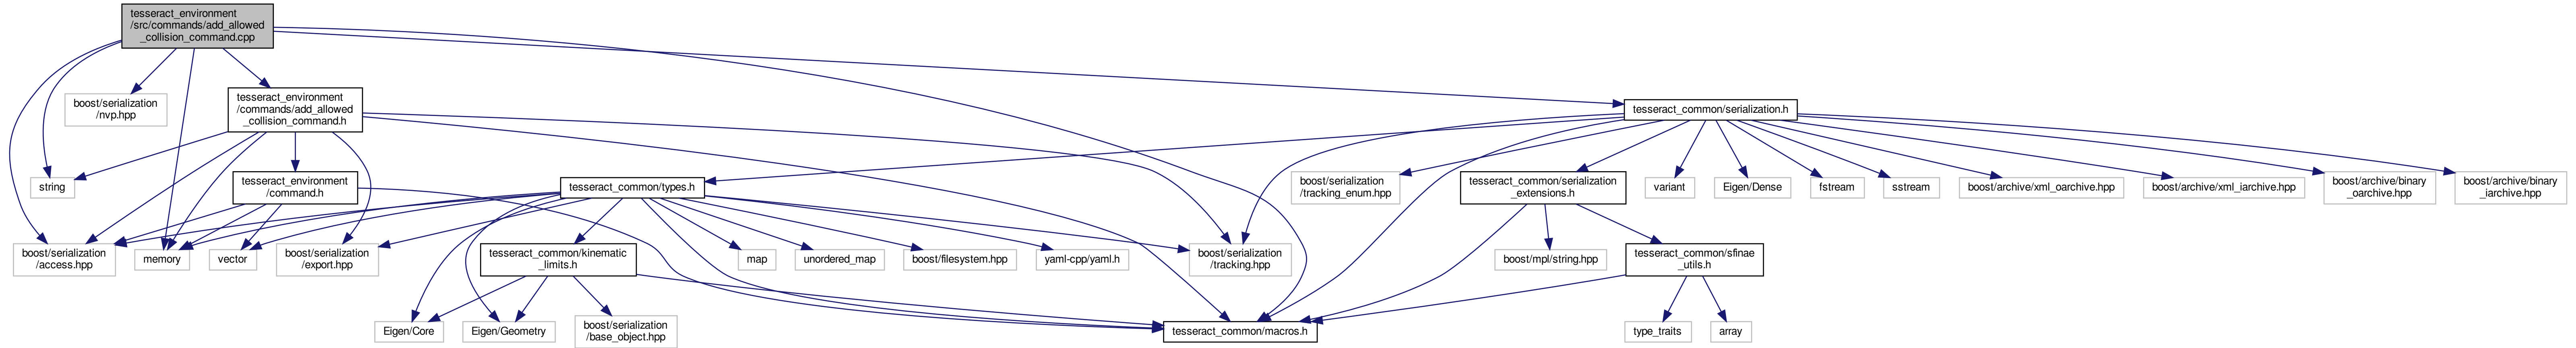 tesseract_environment
/src/commands/add_allowed
_collision_command.cpp
boost/serialization
/nvp.hpp
tesseract_environment
/commands/add_allowed
_collision_command.h
tesseract_common/serialization.h
string
tesseract_environment
/command.h
tesseract_common/types.h
boost/serialization
/tracking_enum.hpp
tesseract_common/serialization
_extensions.h
variant
Eigen/Dense
fstream
sstream
boost/archive/xml_oarchive.hpp
boost/archive/xml_iarchive.hpp
boost/archive/binary
_oarchive.hpp
boost/archive/binary
_iarchive.hpp
boost/serialization
/access.hpp
memory
vector
boost/serialization
/export.hpp
tesseract_common/kinematic
_limits.h
map
unordered_map
boost/filesystem.hpp
yaml-cpp/yaml.h
boost/serialization
/tracking.hpp
boost/mpl/string.hpp
tesseract_common/sfinae
_utils.h
Eigen/Core
Eigen/Geometry
boost/serialization
/base_object.hpp
tesseract_common/macros.h
type_traits
array